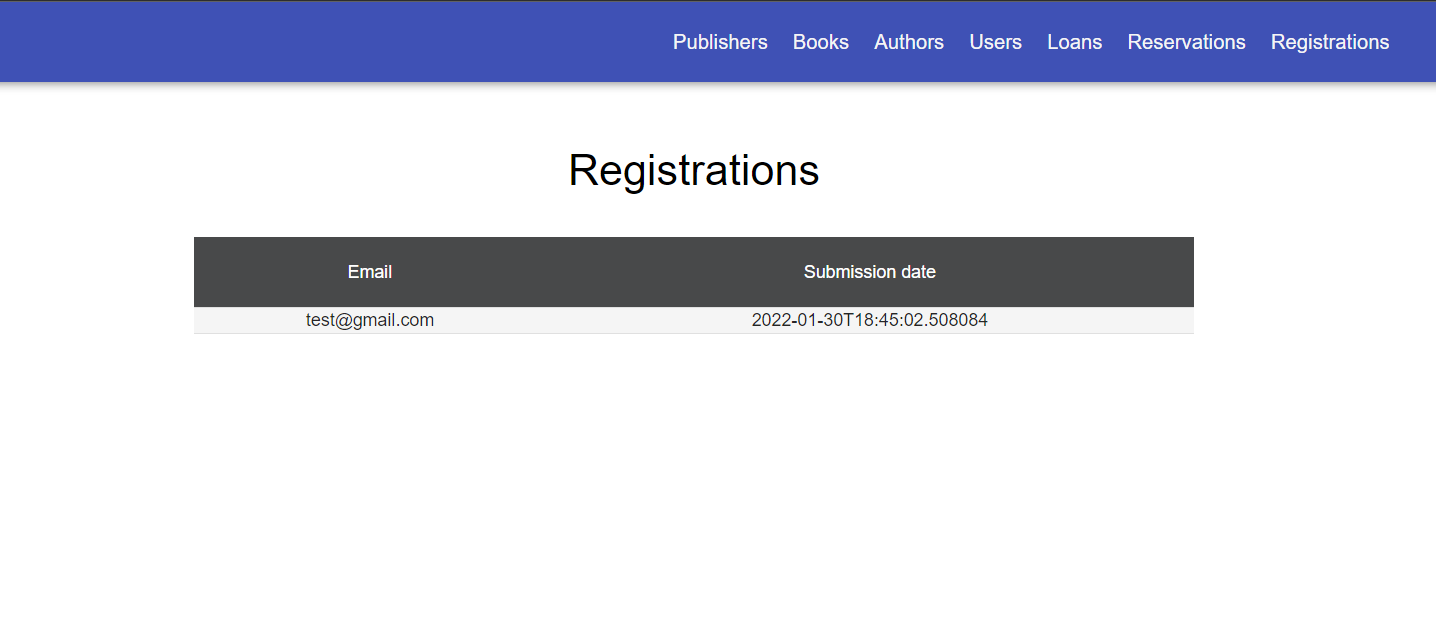 Publishers Books Authors Users Loans Reservations Registrations
Registrations
Email Submission date
test@gmail.com 2022-01-30T18:45:02.508084